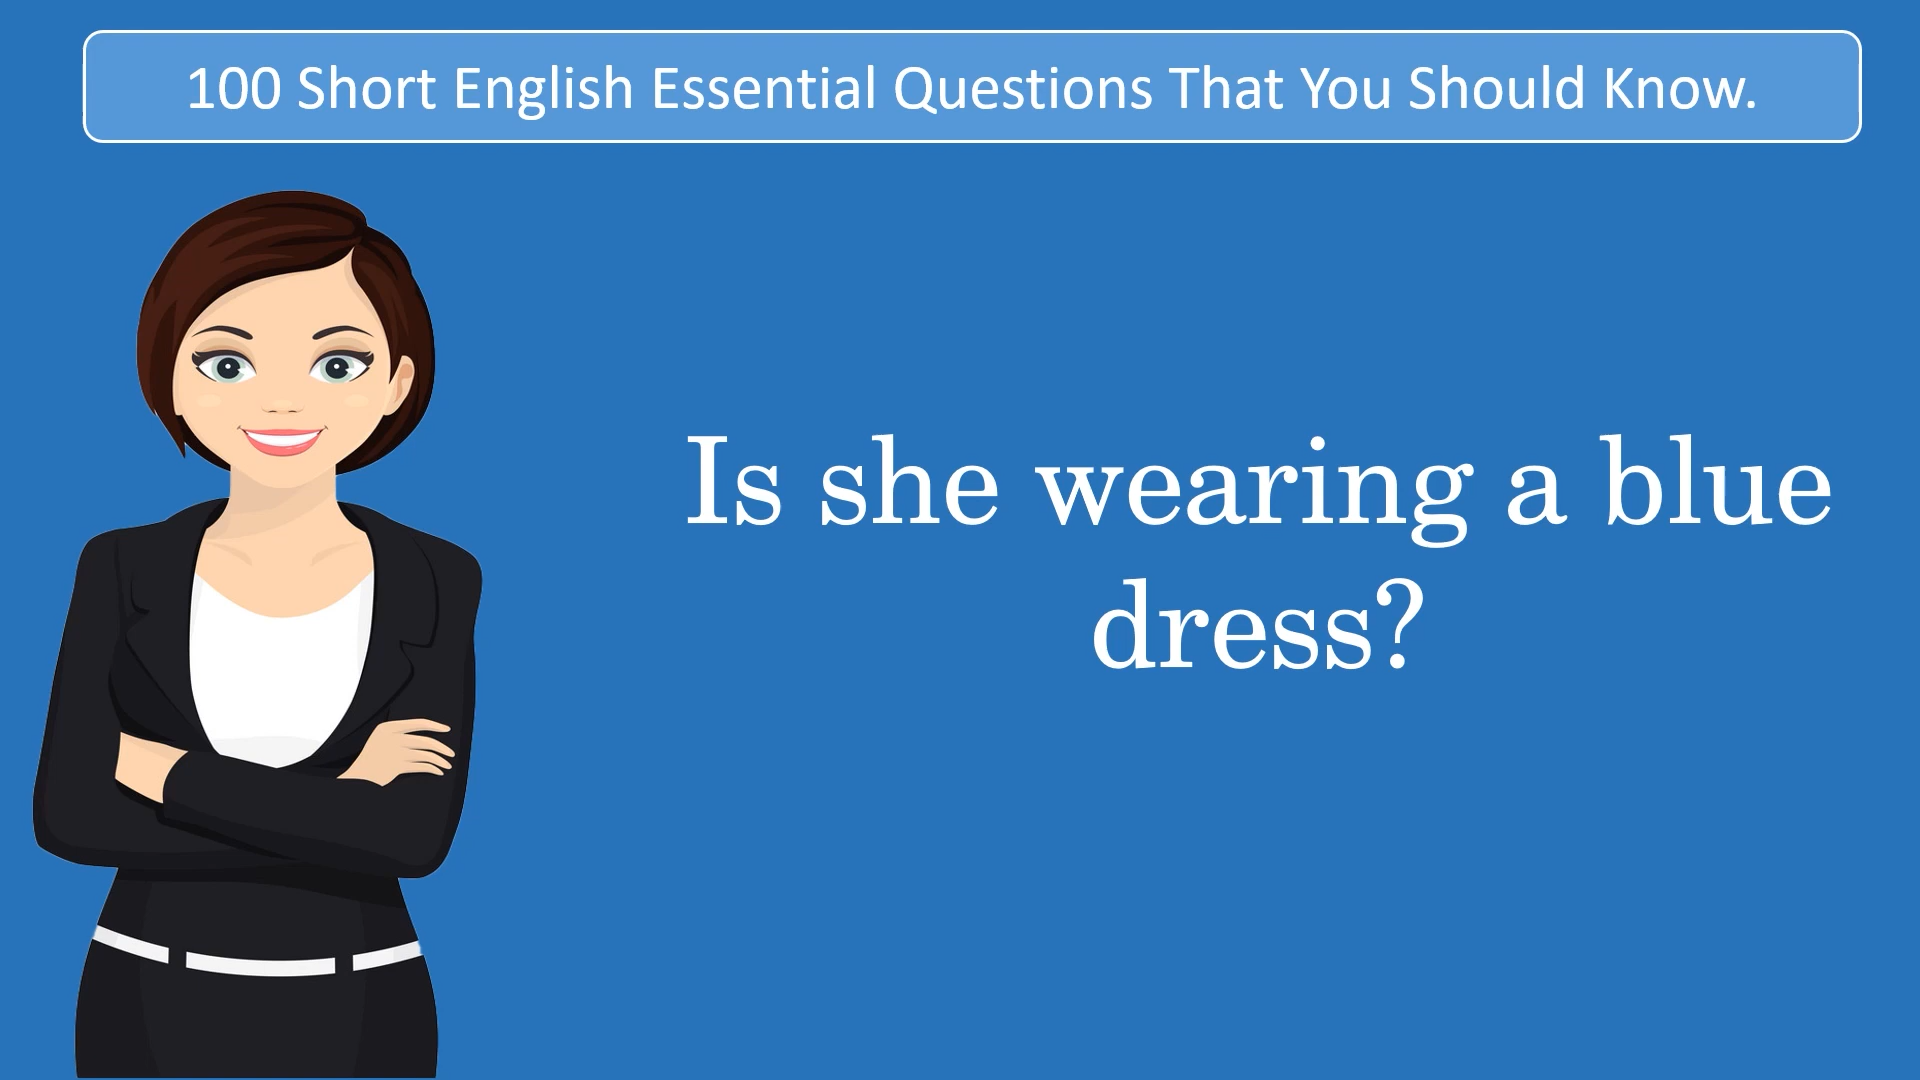 100 Short English Essential Questions That You Should Know.
Is she wearing a blue
dress?